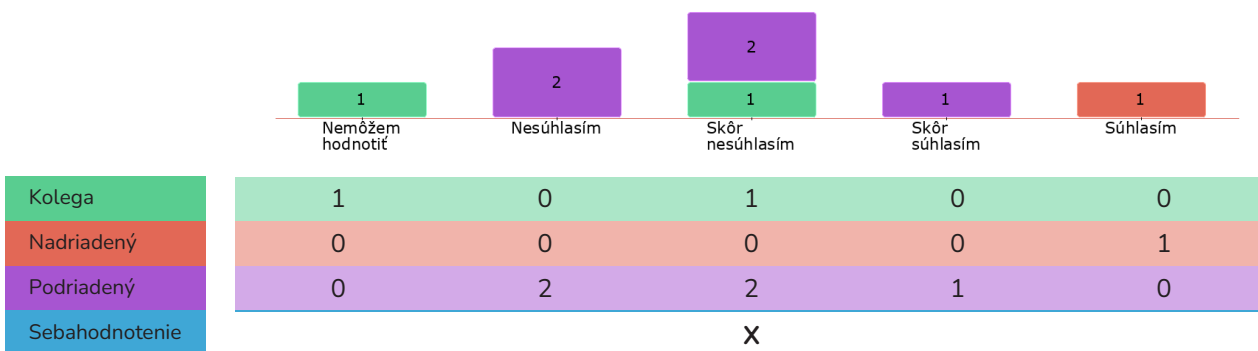 2
1
2
1
1
1
Nemôžem
hodnotiť
Nesúhlasím
Skôr
nesúhlasím
Skôr
súhlasím
Súhlasím
Kolega 1 0 1 0 0
Nadriadený 0 0 0 0 1
Podriadený 0 2 2 1 0
Sebahodnotenie x